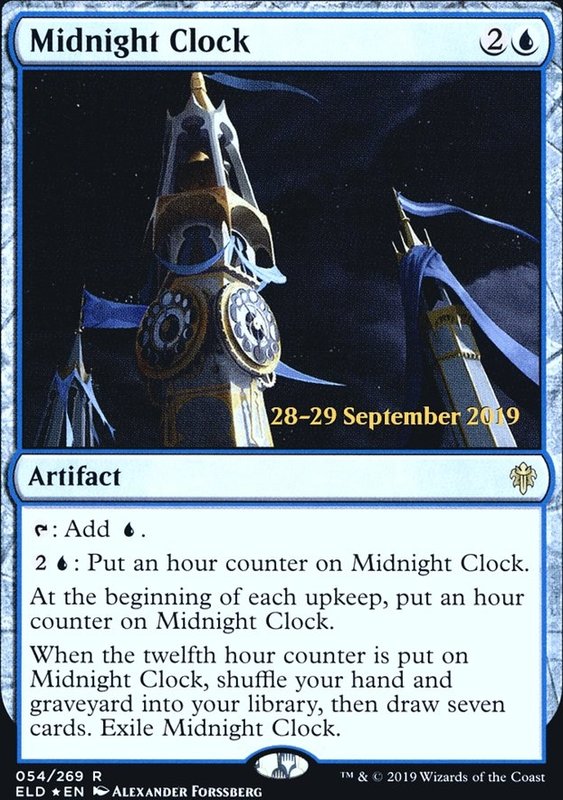 Midnight Clock 2
28–29 September 2019
Artifact
: Add .
2 : Put an hour counter on Midnight Clock.
At the beginning of each upkeep, put an hour
counter on Midnight Clock.
When the twelfth hour counter is put on
Midnight Clock, shuffle your hand and
graveyard into your library, then draw seven
cards. Exile Midnight Clock.
054/269 R
ELD ★ EN ALEXANDER FORSSBERG
™ & © 2019 Wizards of the Coast